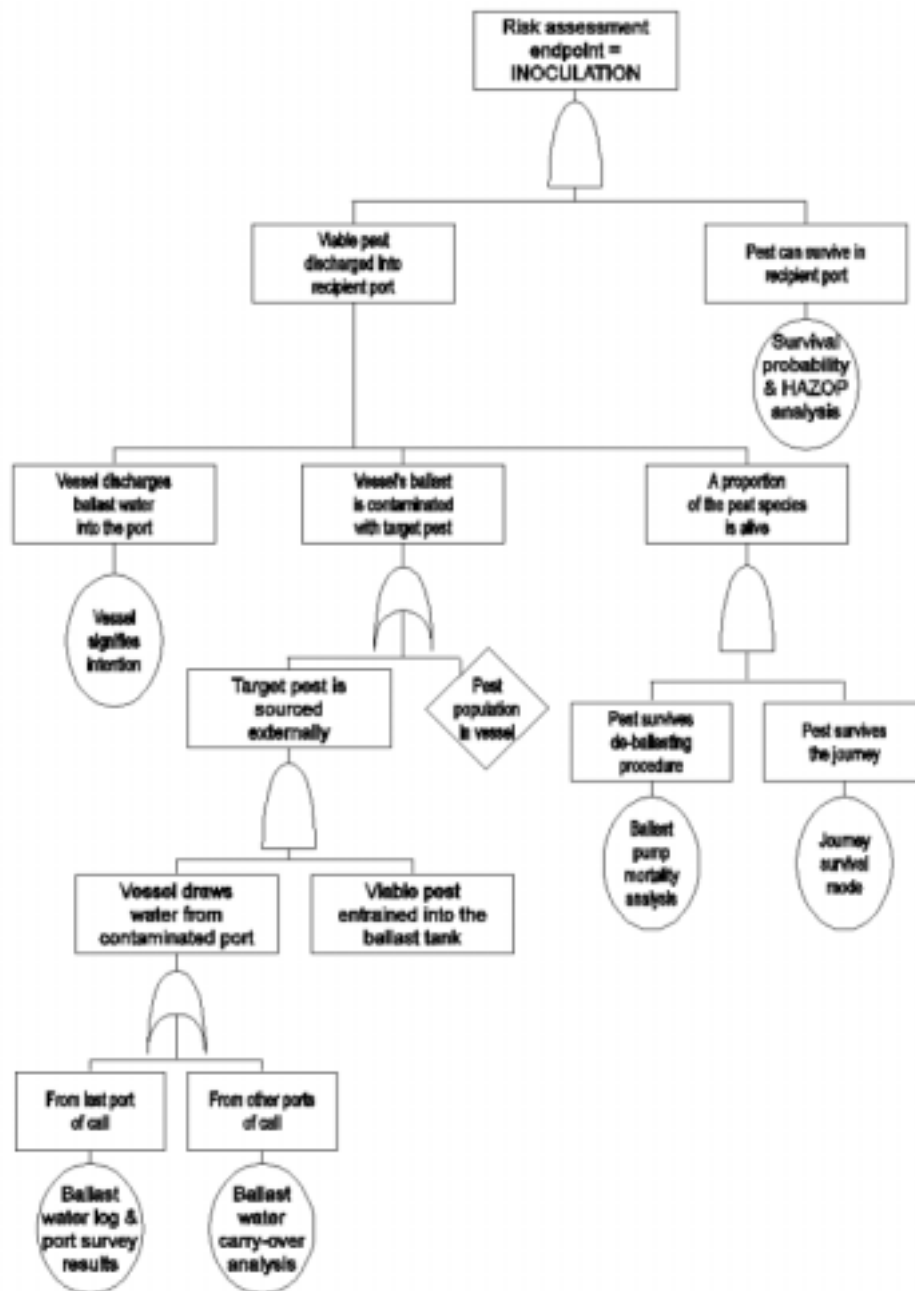 Risk assessment
endpoint =
INOCULATION
Viable pest
discharged into
recipient port
Pest can survive in
recipient port
Survival
probability
& HAZOP
analysis
Vessel discharges
ballast water
into the port
Vessel's ballast
is contaminated
with target pest
A proportion
of the pest species
is alive
Vessel
signifies
intention
Target pest is
sourced
externally
Pest
population
in vessel
Pest survives
de-ballasting
procedure
Pest survives
the journey
Ballast
pump
mortality
analysis
Journey
survival
mode
Vessel draws
water from
contaminated port
Viable pest
entrained into the
ballast tank
From last port
of call
From other ports
of call
Ballast
water log &
port survey
results
Ballast
water
carry-over
analysis